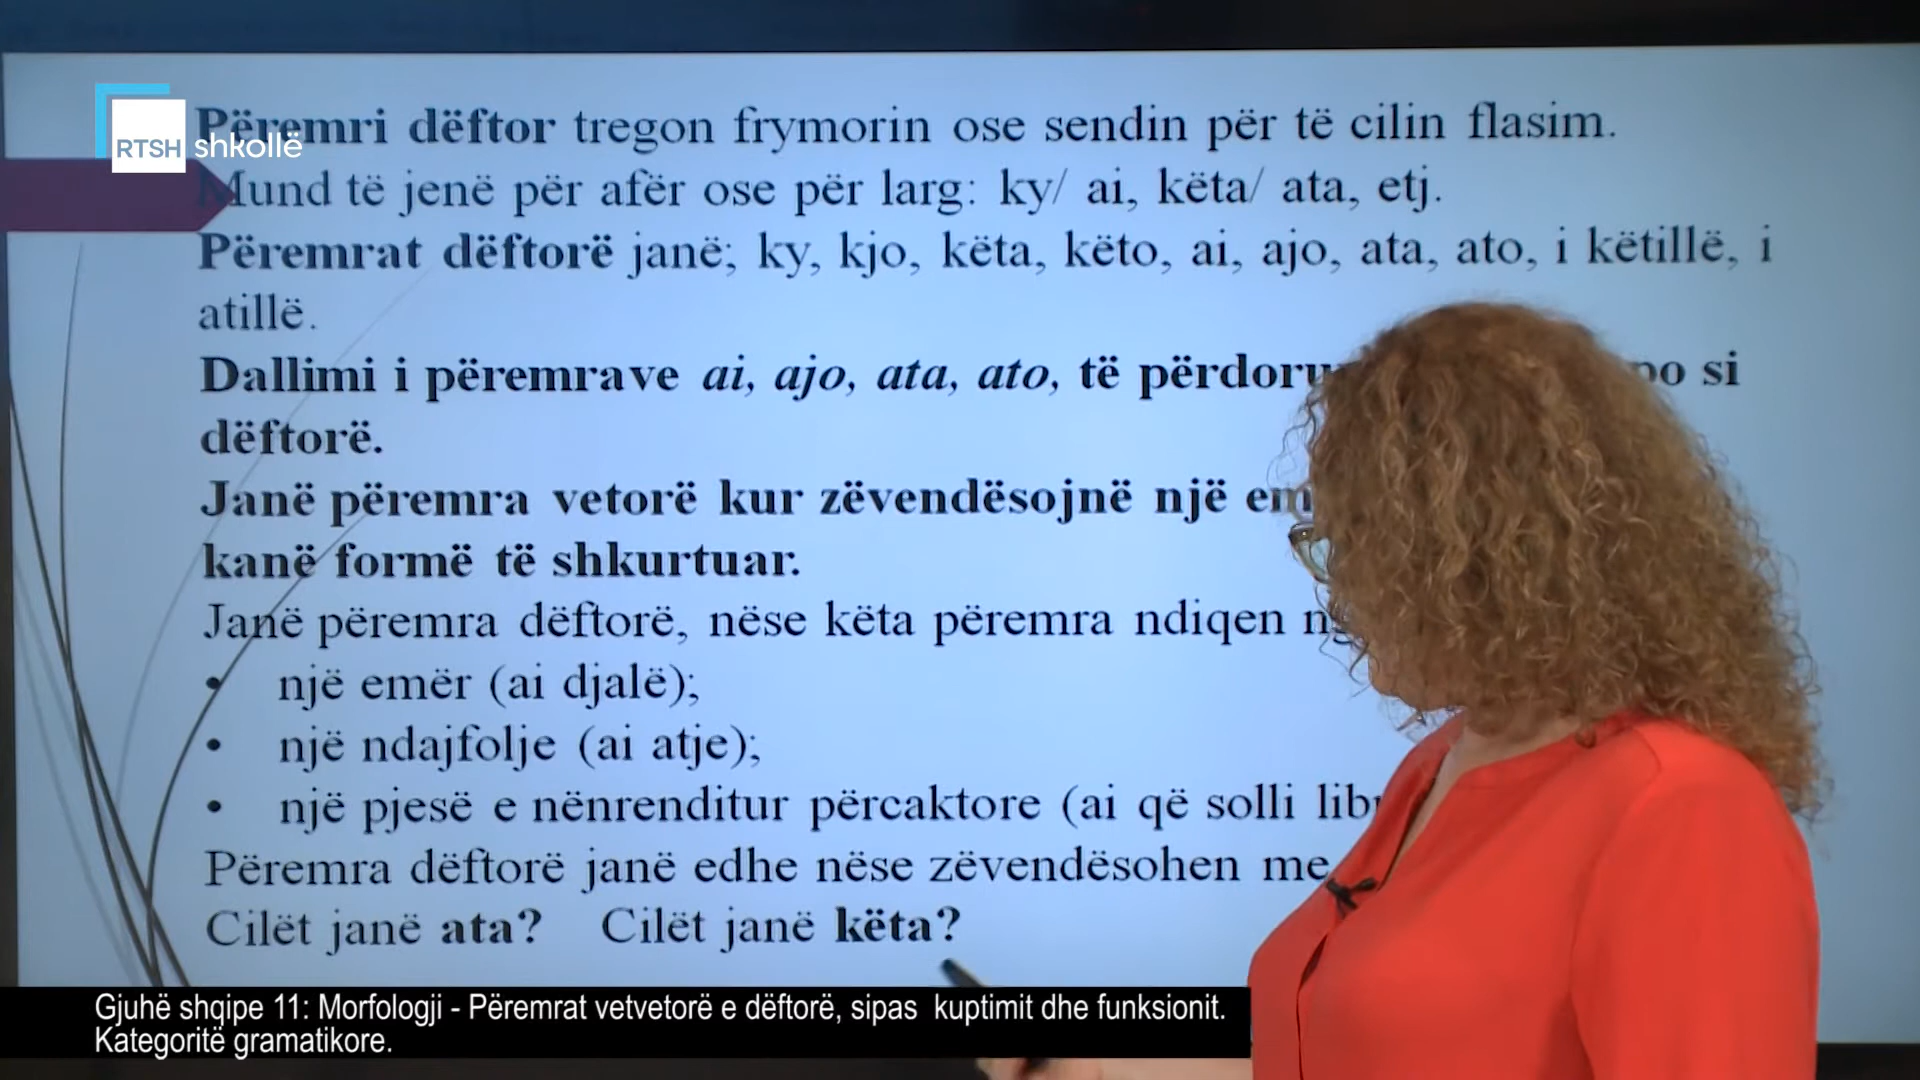 Përemri dëftor tregon frymorin ose sendin për të cilin flasim.
RTSH shkollë
Mund të jenë për afër ose për larg: ky/ ai, këta/ ata, etj.
Përemrat dëftorë janë; ky, kjo, këta, këto, ai, ajo, ata, ato, i këtillë, i
atillë.
Dallimi i përemrave ai, ajo, ata, ato, të si
dëftorë.
Janë përemra vetorë kur zëvendësojnë një
kanë formë të shkurtuar.
Janë përemra dëftorë, nëse këta përemra ndiqen
• një emër (ai djalë);
• një ndajfolje (ai atje);
• një pjesë e nënrenditur përcaktore (ai që solli
Përemra dëftorë janë edhe nëse zëvendësohen me
Cilët janë ata? Cilët janë këta?
Gjuhë shqipe 11: Morfologji - Përemrat vetvetorë e dëftorë, sipas kuptimit dhe funksionit.
Kategoritë gramatikore.